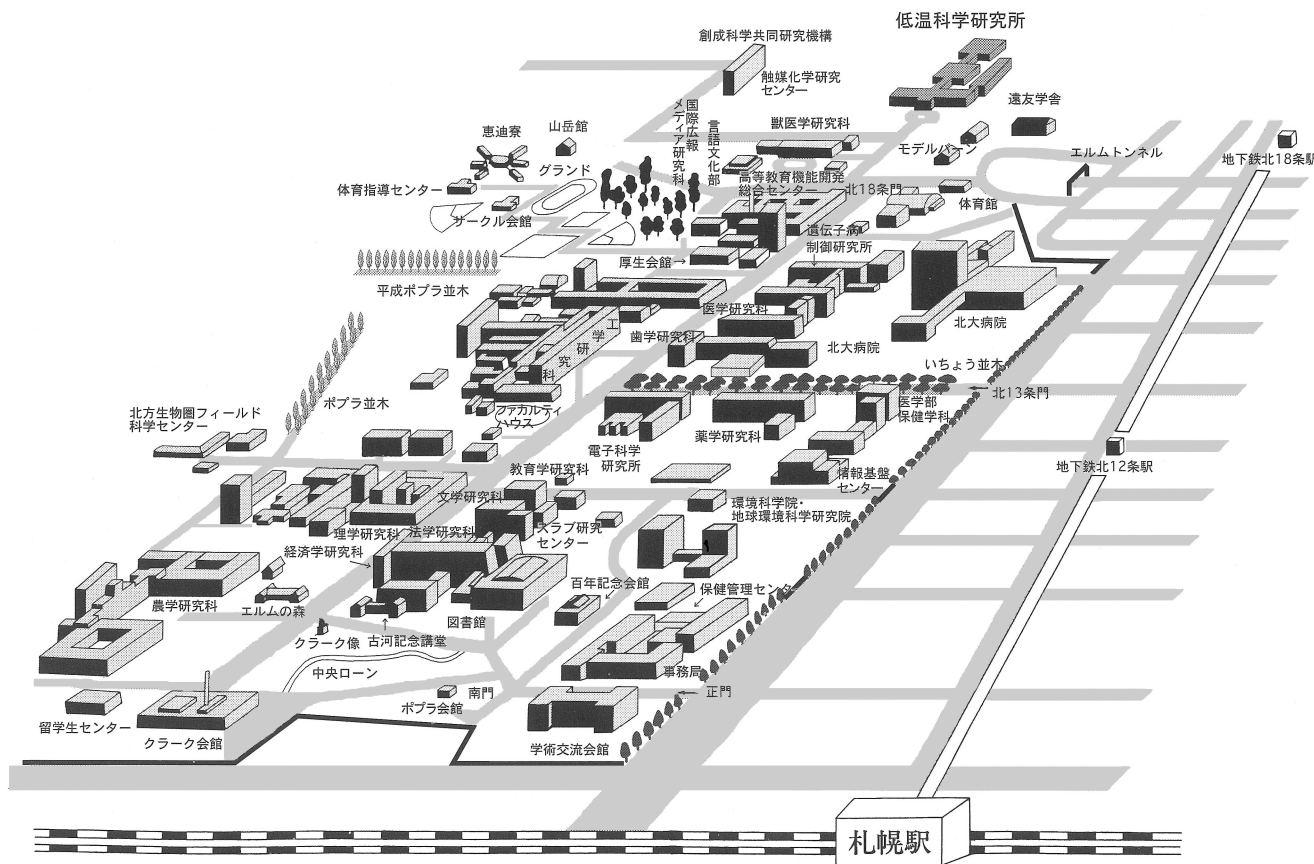 低温科学研究所
創成科学共同研究機構
触媒化学研究
センター
遠友学舎
国際広報
メディア研究科
言語文化部
獣医学研究科
恵迪寮
山岳館
モデルバーン
エルムトンネル
地下鉄北18条駅
グランド
体育指導センター
高等教育機能開発
総合センター
北18条門
体育館
サークル会館
遺伝子病
制御研究所
厚生会館→
平成ポプラ並木
医学研究科
北大病院
工学研究科
歯学研究科
北大病院
いちょう並木
←北13条門
ポプラ並木
ファカルティ
ハウス
医学部
保健学科
北方生物圏フィールド
科学センター
薬学研究科
電子科学
研究所
地下鉄北12条駅
教育学研究科
情報基盤
センター
文学研究科
環境科学院・
地球環境科学研究院
理学研究科
法学研究科
スラブ研究
センター
経済学研究科
百年記念会館
保健管理センター
農学研究科
エルムの森
図書館
クラーク像
古河記念講堂
中央ローン
事務局
南門
←正門
ポプラ会館
留学生センター
クラーク会館
学術交流会館
札幌駅